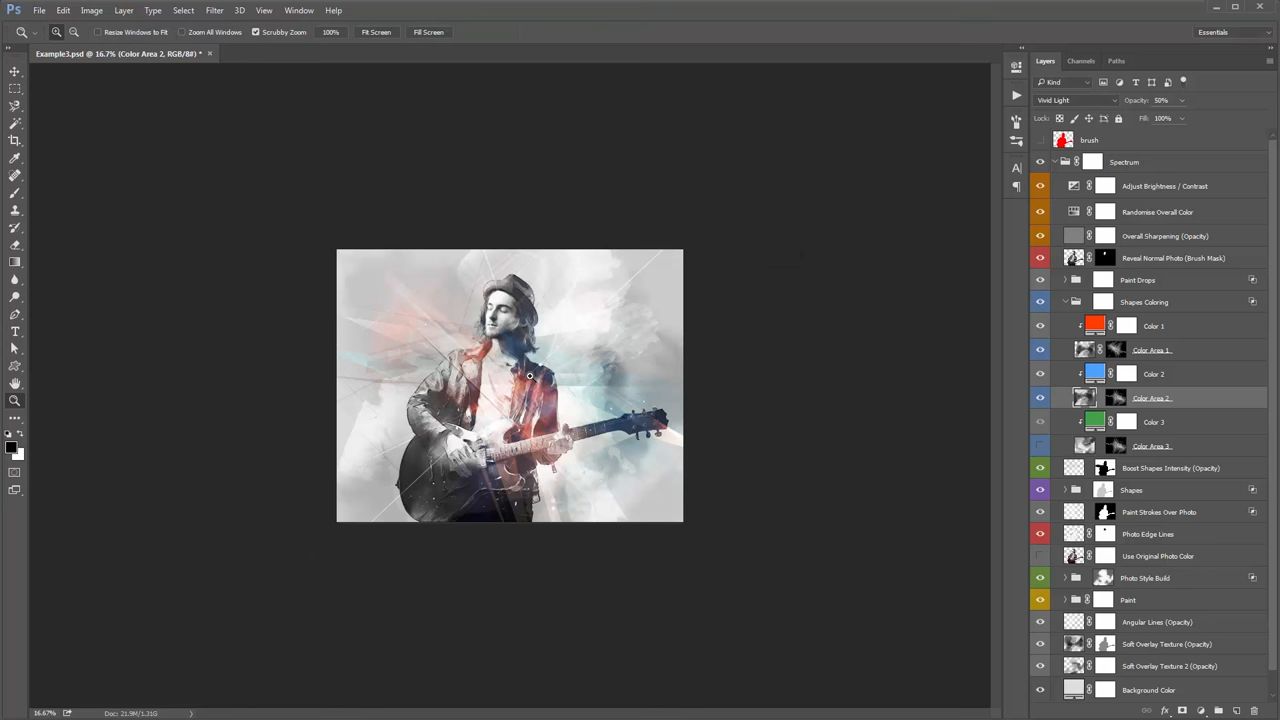 Ps File Edit Image Layer Type Select Filter 3D View Window Help
Resize Windows to Fit Zoom All Windows Scrubby Zoom 100% Fit Screen Fill Screen Essentials
Example3.psd @ 16.7% (Color Area 2, RGB/8#) * ×
Layers Channels Paths
Kind
Vivid Light Opacity: 50%
Lock: Fill: 100%
brush
Spectrum
Adjust Brightness / Contrast
Randomise Overall Color
Overall Sharpening (Opacity)
Reveal Normal Photo (Brush Mask)
Paint Drops
Shapes Coloring
Color 1
Color Area 1
Color 2
Color Area 2
Color 3
Color Area 3
Boost Shapes Intensity (Opacity)
Shapes
Paint Strokes Over Photo
Photo Edge Lines
Use Original Photo Color
Photo Style Build
Paint
Angular Lines (Opacity)
Soft Overlay Texture (Opacity)
Soft Overlay Texture 2 (Opacity)
Background Color
16.67% Doc: 21.9M/1.31G